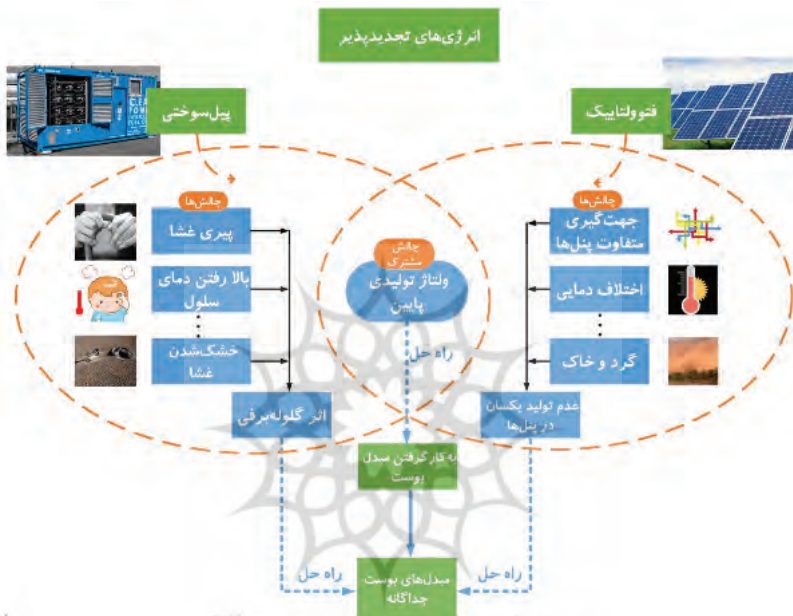 انرژی‌های تجدیدپذیر
فتوولتاییک
پیل‌سوختی
چالش‌ها
جهت‌گیری
متفاوت پنل‌ها
اختلاف دمایی
گرد و خاک
عدم تولید یکسان
در پنل‌ها
چالش
مشترک
ولتاژ تولیدی
پایین
راه حل
چالش‌ها
پیری غشا
بالا رفتن دمای
سلول
خشک‌شدن
غشا
اثر گلوله‌برفی
به‌کارگرفتن مبدل
بوست
راه حل
راه حل
مبدل‌های بوست
جداگانه